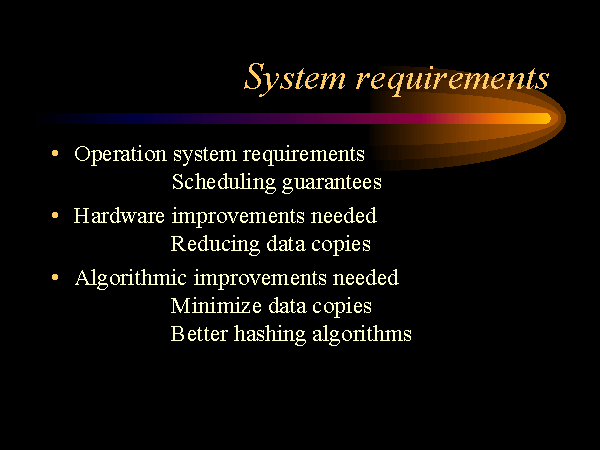 System requirements
• Operation system requirements
Scheduling guarantees
• Hardware improvements needed
Reducing data copies
• Algorithmic improvements needed
Minimize data copies
Better hashing algorithms